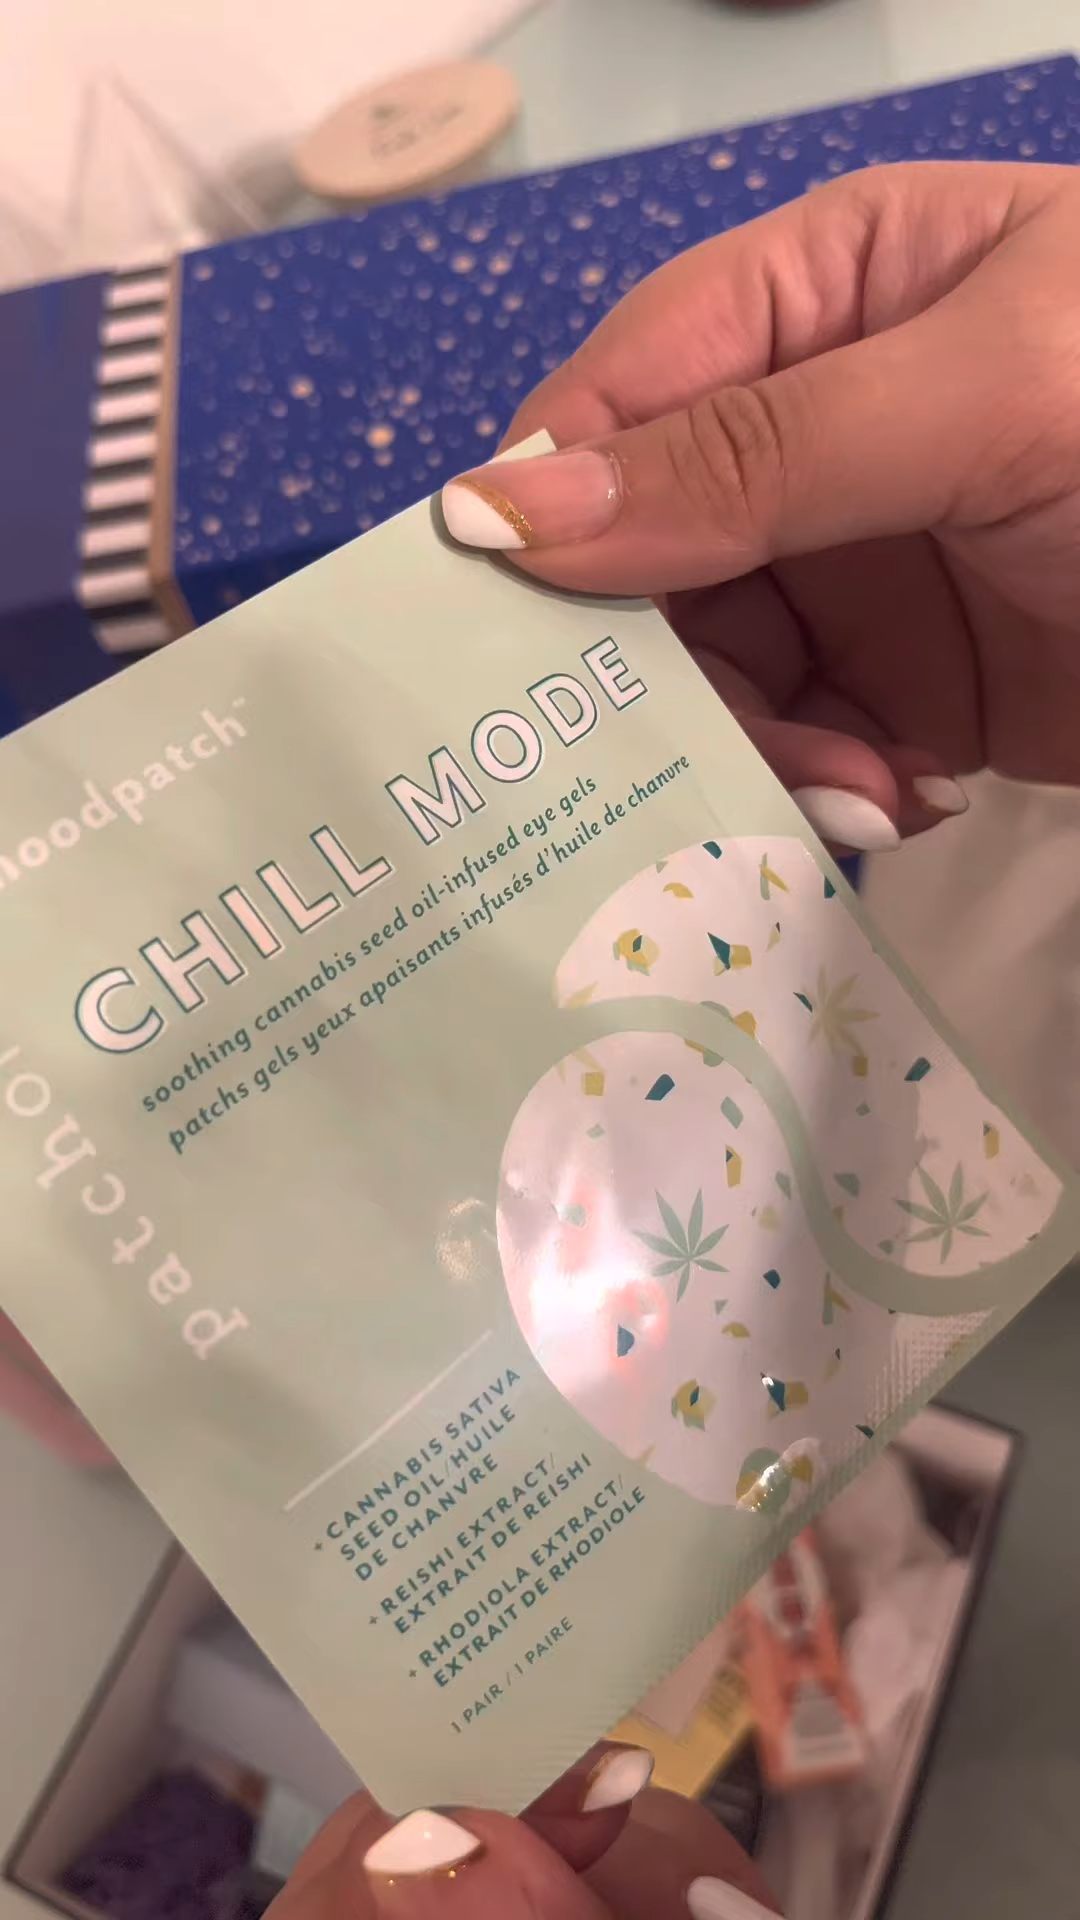 moodpatch™
CHILL MODE
soothing cannabis seed oil-infused eye gels
patchs gels yeux apaisants infusés d'huile de chanvre
patchol
+ CANNABIS SATIVA
SEED OIL/HUILE
DE CHANVRE
+ REISHI EXTRACT/
EXTRAIT DE REISHI
+ RHODIOLA EXTRACT/
EXTRAIT DE RHODIOLE
1 PAIR / 1 PAIRE